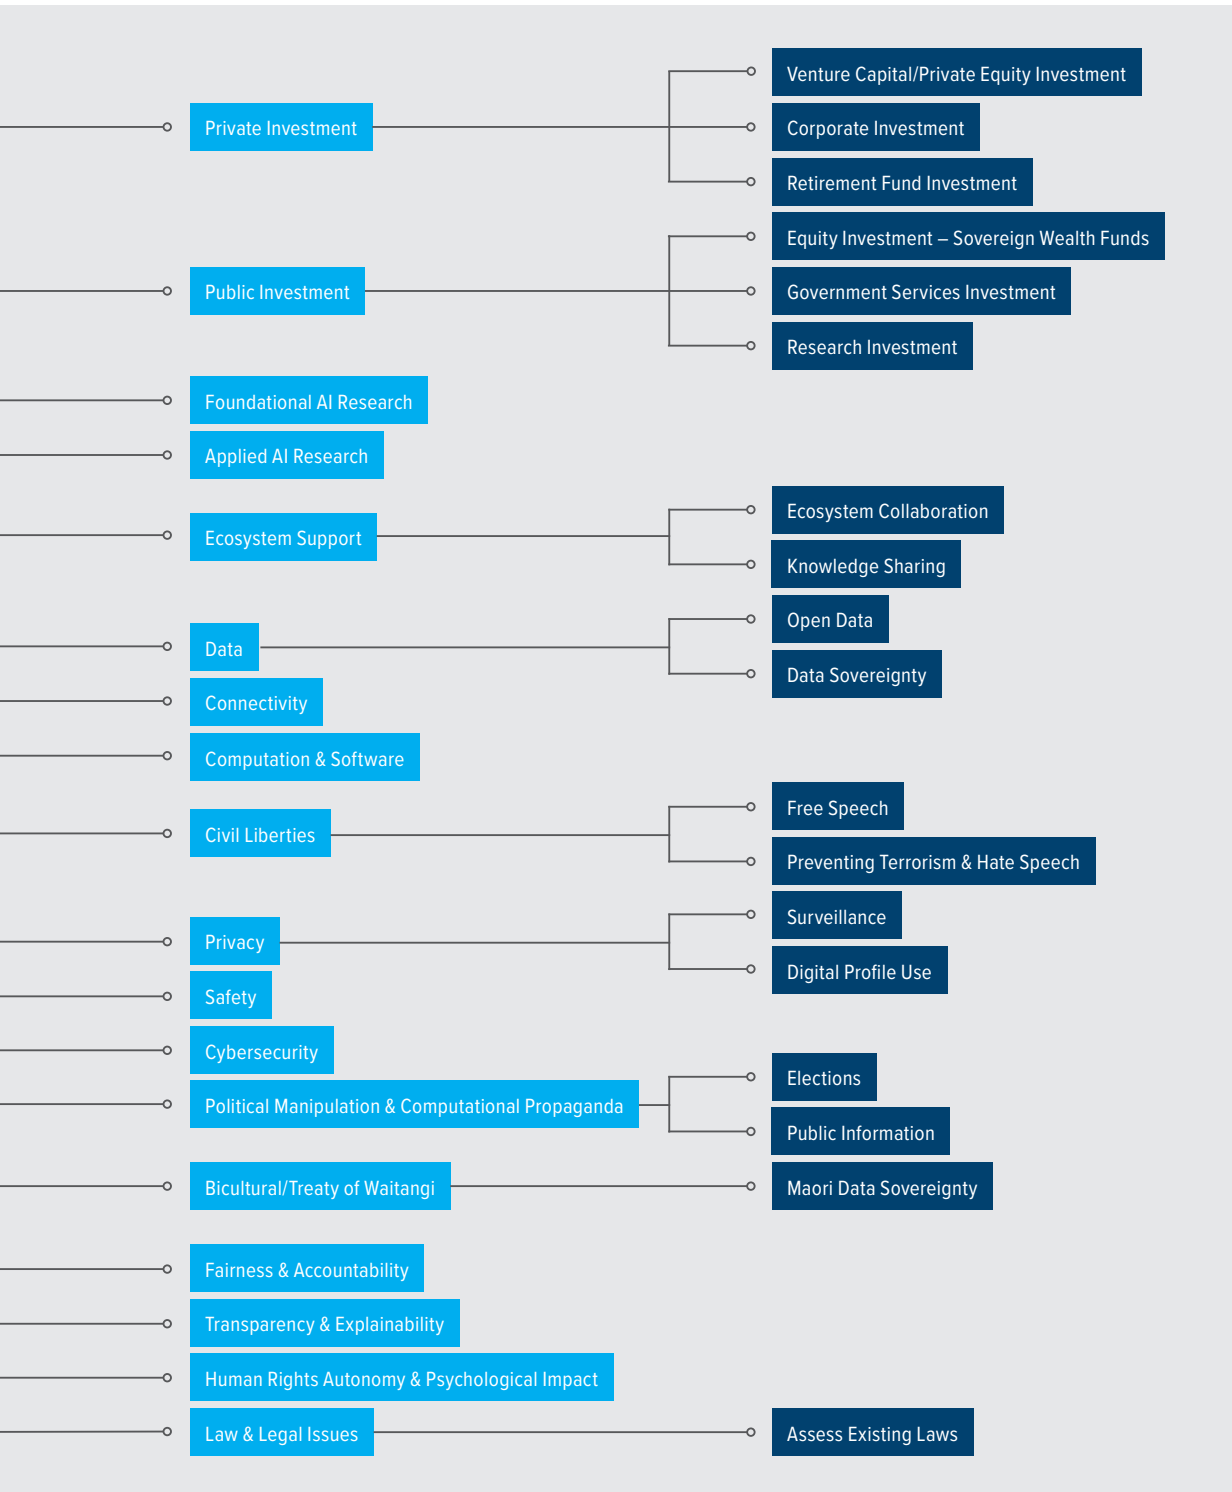 Venture Capital/Private Equity Investment
Private Investment
Corporate Investment
Retirement Fund Investment
Equity Investment – Sovereign Wealth Funds
Public Investment
Government Services Investment
Research Investment
Foundational AI Research
Applied AI Research
Ecosystem Collaboration
Ecosystem Support
Knowledge Sharing
Open Data
Data
Data Sovereignty
Connectivity
Computation & Software
Free Speech
Civil Liberties
Preventing Terrorism & Hate Speech
Surveillance
Privacy
Digital Profile Use
Safety
Cybersecurity
Elections
Political Manipulation & Computational Propaganda
Public Information
Bicultural/Treaty of Waitangi
Maori Data Sovereignty
Fairness & Accountability
Transparency & Explainability
Human Rights Autonomy & Psychological Impact
Law & Legal Issues
Assess Existing Laws